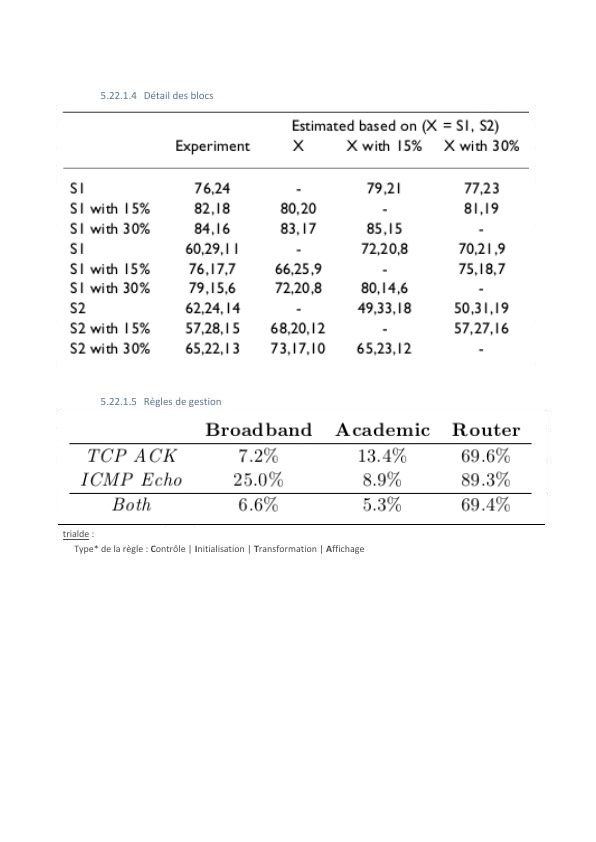 5.22.1.4 Détail des blocs
Estimated based on (X = S1, S2)
Experiment X X with 15% X with 30%
S1 76,24 - 79,21 77,23
S1 with 15% 82,18 80,20 - 81,19
S1 with 30% 84,16 83,17 85,15 -
S1 60,29,11 - 72,20,8 70,21,9
S1 with 15% 76,17,7 66,25,9 - 75,18,7
S1 with 30% 79,15,6 72,20,8 80,14,6 -
S2 62,24,14 - 49,33,18 50,31,19
S2 with 15% 57,28,15 68,20,12 - 57,27,16
S2 with 30% 65,22,13 73,17,10 65,23,12 -
5.22.1.5 Règles de gestion
Broadband Academic Router
TCP ACK 7.2% 13.4% 69.6%
ICMP Echo 25.0% 8.9% 89.3%
Both 6.6% 5.3% 69.4%
trialde :
Type* de la règle : Contrôle | Initialisation | Transformation | Affichage